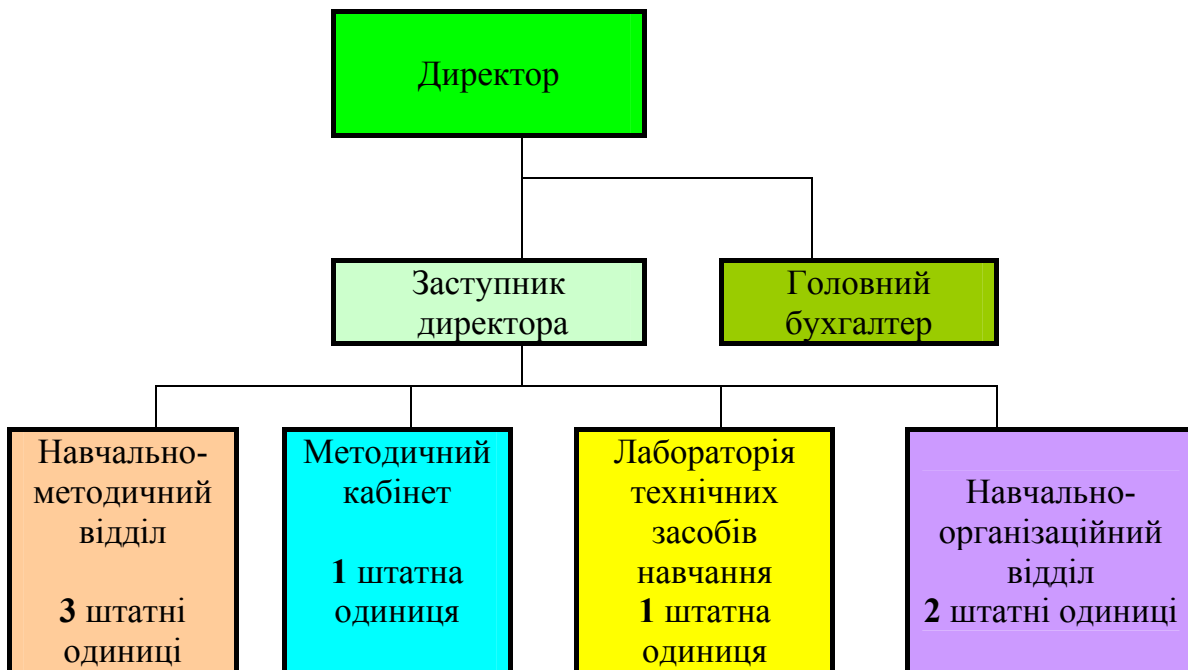 Директор
Заступник
директора
Головний
бухгалтер
Навчально-
методичний
відділ
3 штатні
одиниці
Методичний
кабінет
1 штатна
одиниця
Лабораторія
технічних
засобів
навчання
1 штатна
одиниця
Навчально-
організаційний
відділ
2 штатні одиниці